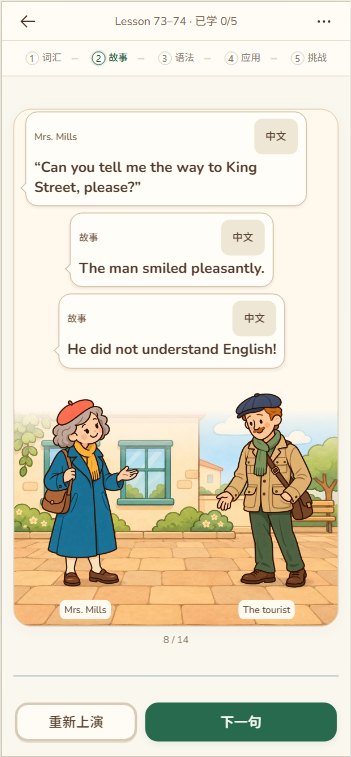 Lesson 73–74 · 已学 0/5
1 词汇 – 2 故事 – 3 语法 – 4 应用 – 5 挑战
Mrs. Mills
中文
“Can you tell me the way to King
Street, please?”
故事
中文
The man smiled pleasantly.
故事
中文
He did not understand English!
Mrs. Mills
The tourist
8 / 14
重新上演
下一句